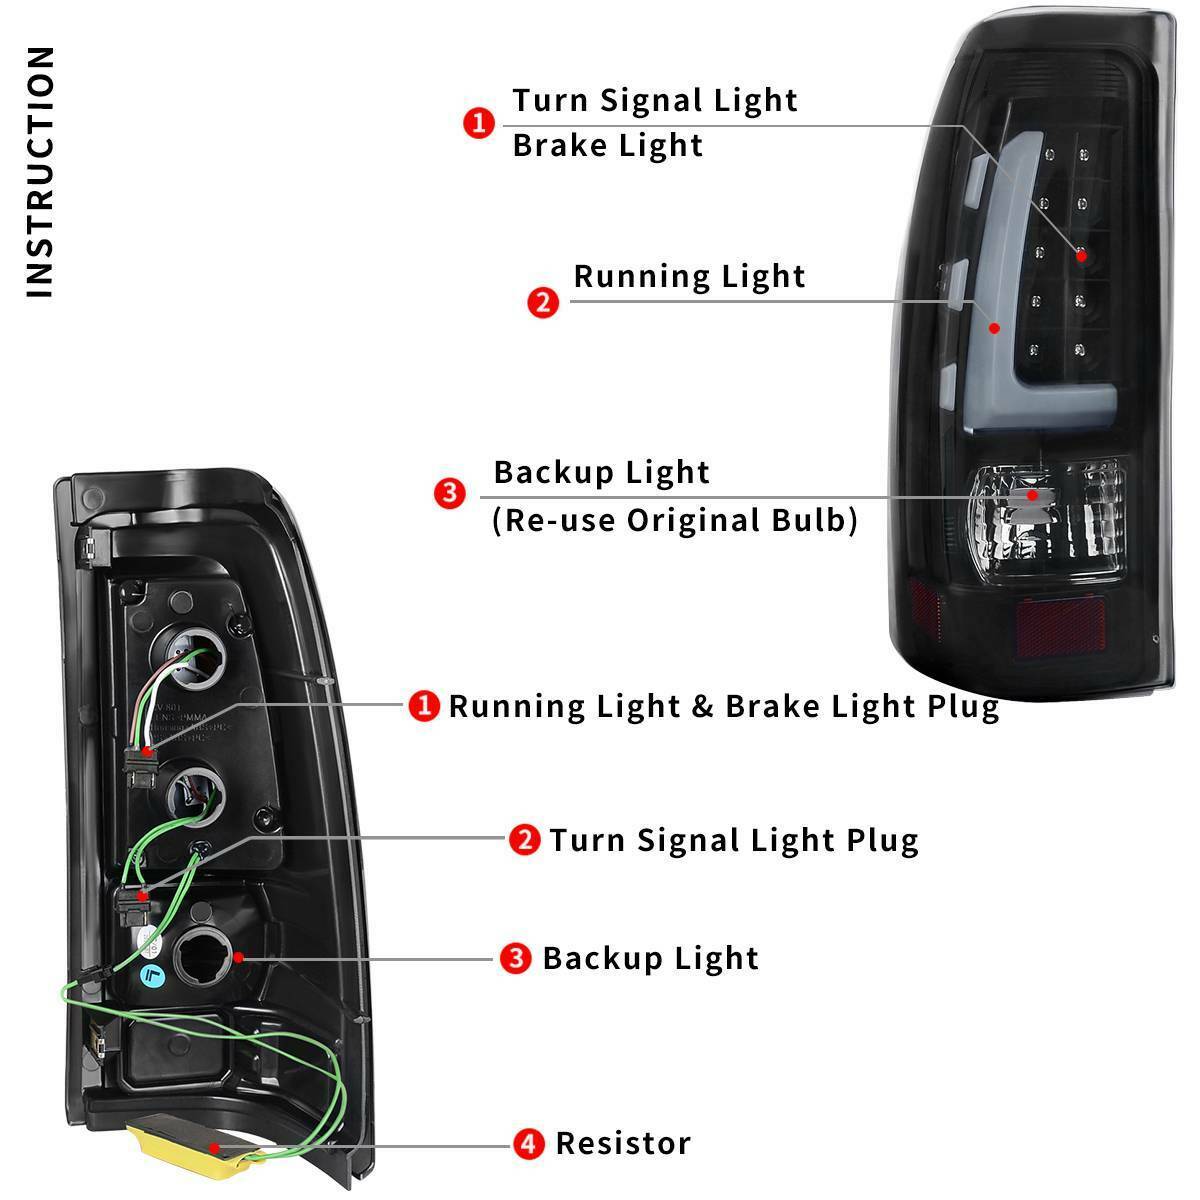 INSTRUCTION
1 Turn Signal Light
Brake Light
2 Running Light
3 Backup Light
(Re-use Original Bulb)
1 Running Light & Brake Light Plug
2 Turn Signal Light Plug
3 Backup Light
4 Resistor
L